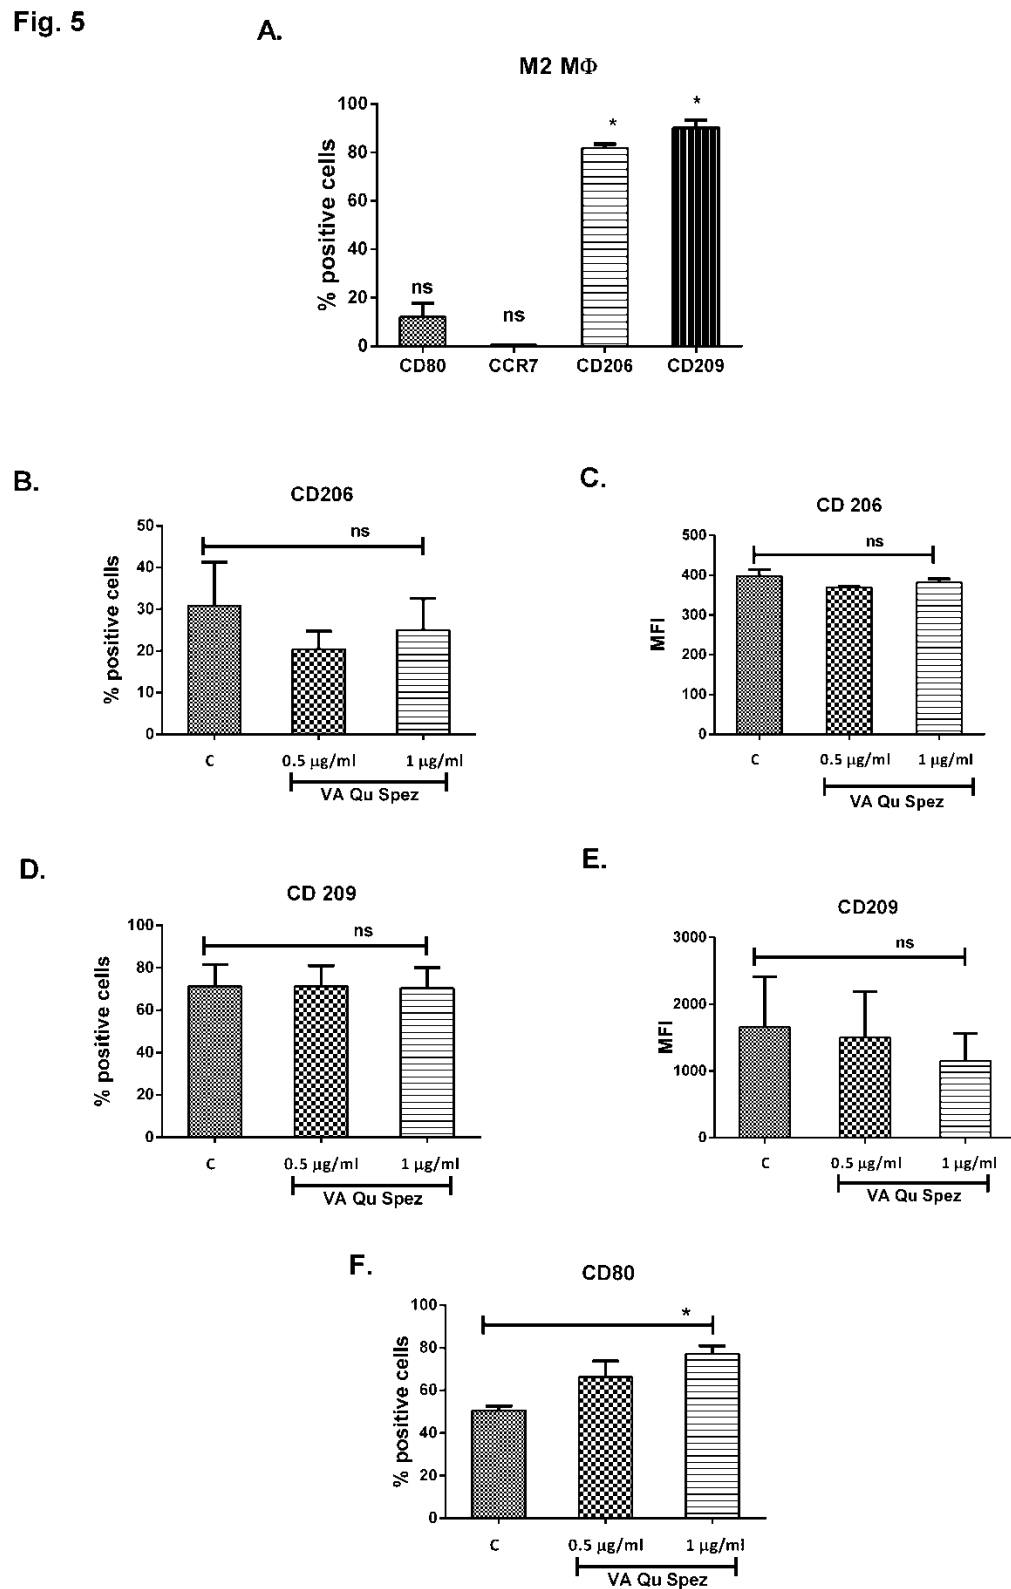 Fig. 5
A.
M2 MΦ
% positive cells
100
80
60
40
20
0
ns
ns
*
*
CD80 CCR7 CD206 CD209
B.
CD206
% positive cells
50
40
30
20
10
0
ns
C 0.5 µg/ml 1 µg/ml
VA Qu Spez
C.
CD 206
MFI
500
400
300
200
100
0
ns
C 0.5 µg/ml 1 µg/ml
VA Qu Spez
D.
CD 209
% positive cells
100
80
60
40
20
0
ns
C 0.5 µg/ml 1 µg/ml
VA Qu Spez
E.
CD209
MFI
3000
2000
1000
0
ns
C 0.5 µg/ml 1 µg/ml
VA Qu Spez
F.
CD80
% positive cells
100
80
60
40
20
0
*
C 0.5 µg/ml 1 µg/ml
VA Qu Spez